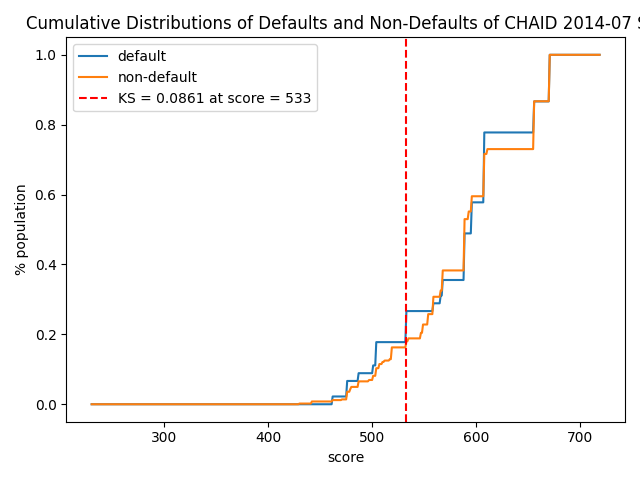 Cumulative Distributions of Defaults and Non-Defaults of CHAID 2014-07
default
non-default
KS = 0.0861 at score = 533
% population
1.0
0.8
0.6
0.4
0.2
0.0
300 400 500 600 700
score